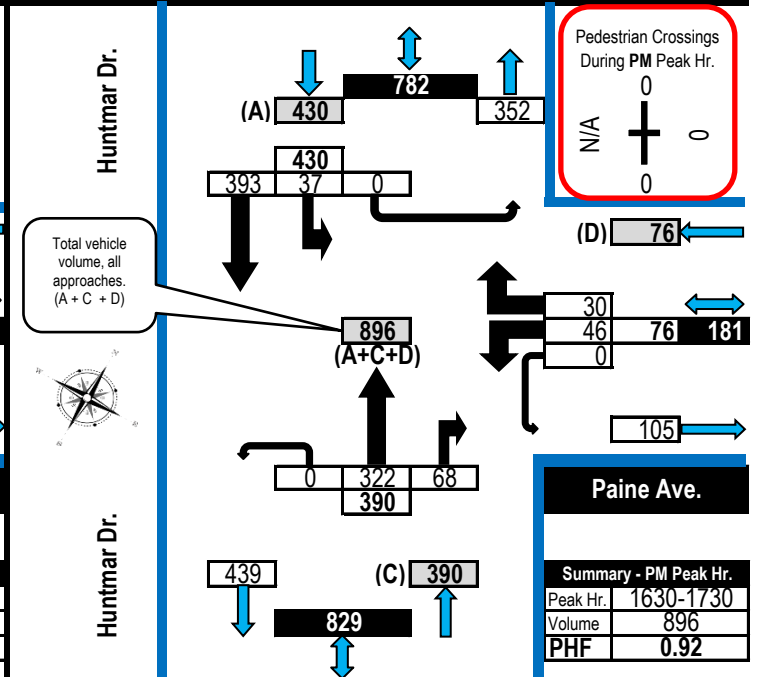 Huntmar Dr.
782
(A) 430
352
430
393 37 0
Pedestrian Crossings
During PM Peak Hr.
0
N/A
0
0
(D) 76
Total vehicle
volume, all
approaches.
(A + C + D)
896
(A+C+D)
30
46 76 181
0
105
0 322 68
390
Paine Ave.
Huntmar Dr.
439
(C) 390
829
Summary - PM Peak Hr.
Peak Hr. 1630-1730
Volume 896
PHF 0.92